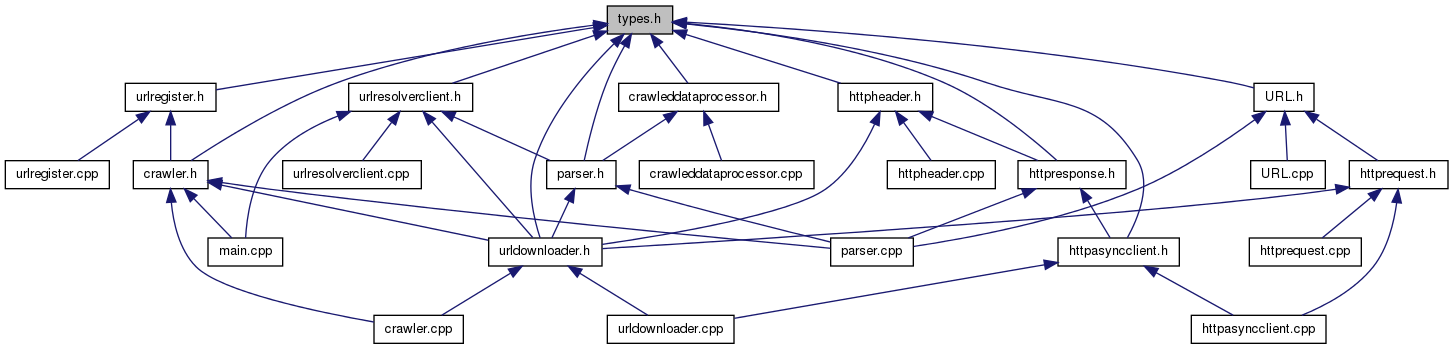 types.h
urlregister.h
urlresolverclient.h
crawleddataprocessor.h
httpheader.h
URL.h
urlregister.cpp
crawler.h
urlresolverclient.cpp
parser.h
crawleddataprocessor.cpp
httpheader.cpp
httpresponse.h
URL.cpp
httprequest.h
main.cpp
urldownloader.h
parser.cpp
httpasyncclient.h
httprequest.cpp
crawler.cpp
urldownloader.cpp
httpasyncclient.cpp